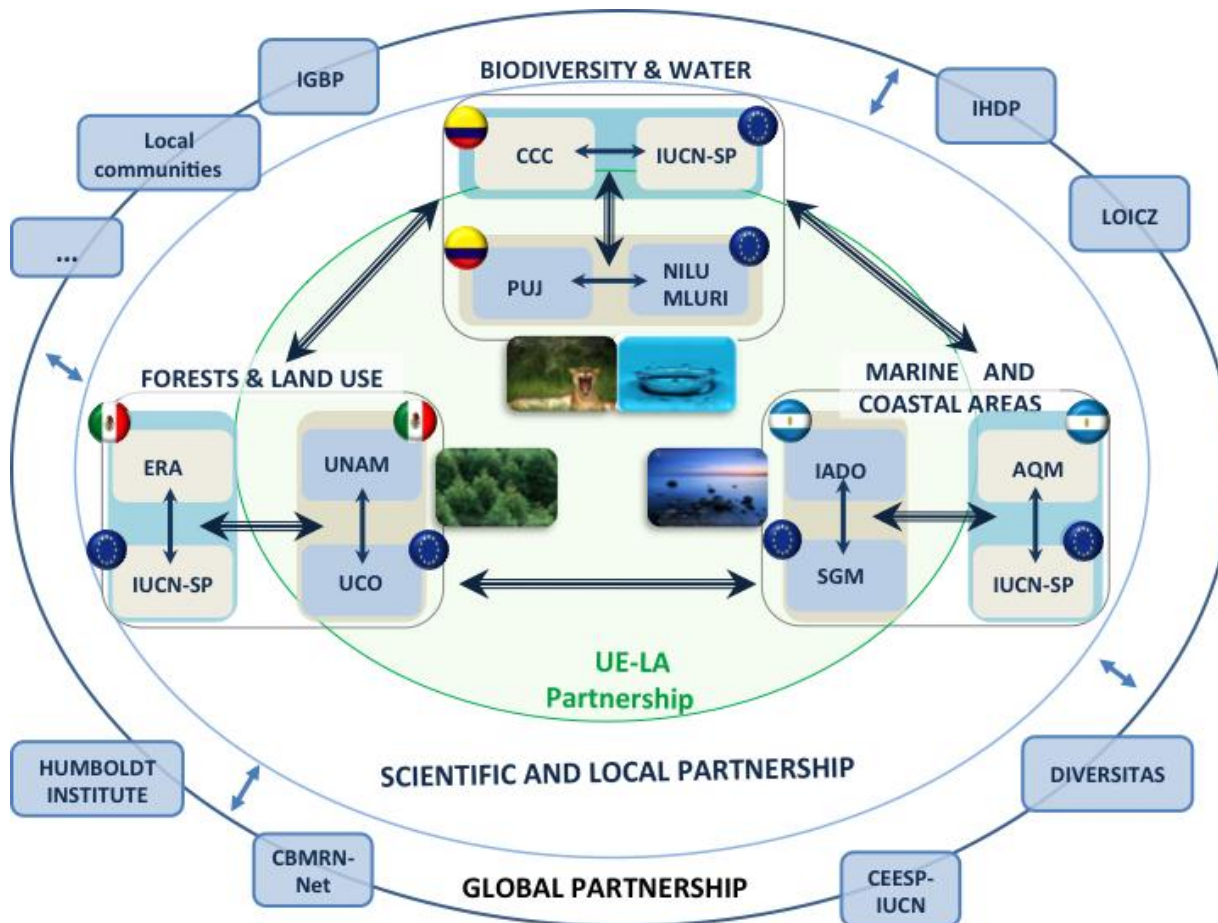 IGBP
BIODIVERSITY & WATER
IHDP
Local
communities
CCC
IUCN-SP
LOICZ
...
PUJ
NILU
MLURI
FORESTS & LAND USE
MARINE AND
COASTAL AREAS
ERA
UNAM
IADO
AQM
IUCN-SP
UCO
SGM
IUCN-SP
UE-LA
Partnership
SCIENTIFIC AND LOCAL PARTNERSHIP
HUMBOLDT
INSTITUTE
DIVERSITAS
CBMRN-
Net
GLOBAL PARTNERSHIP
CEESP-
IUCN